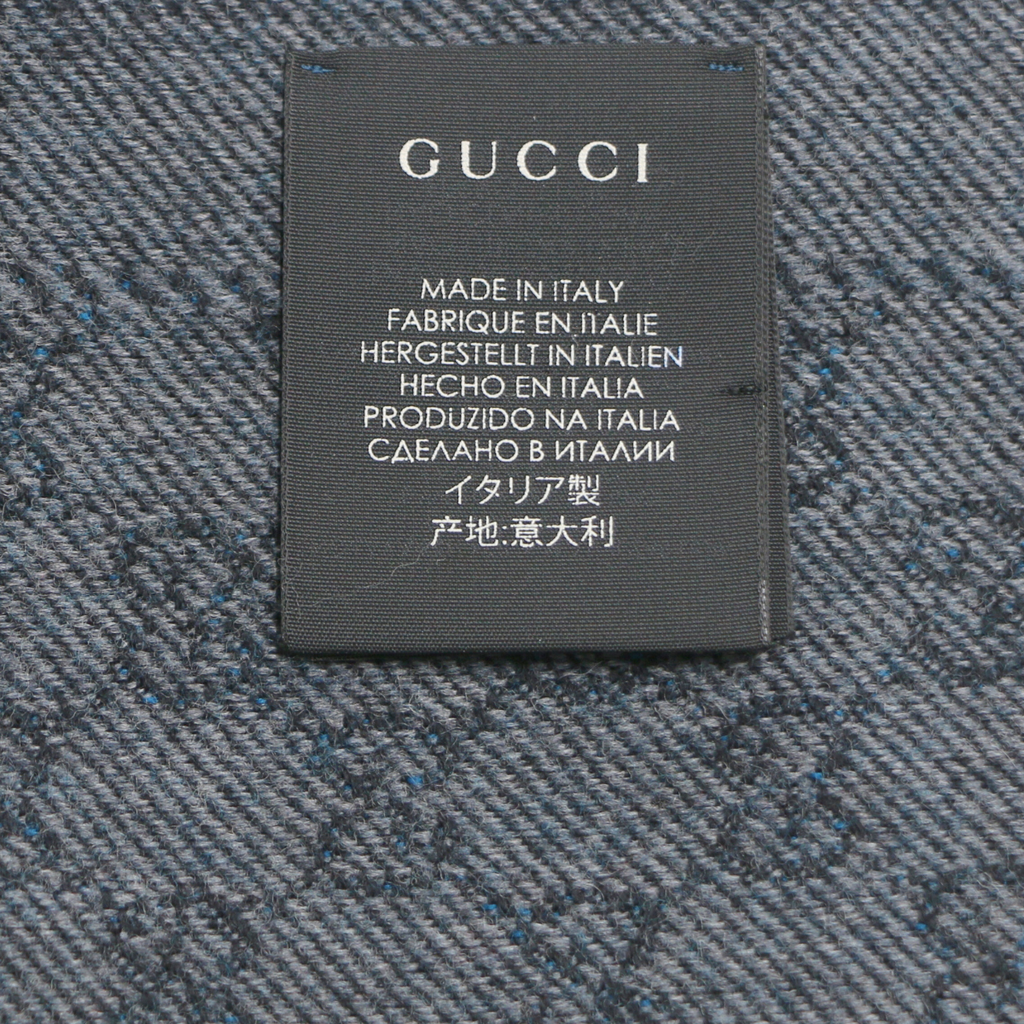 GUCCI
MADE IN ITALY
FABRIQUE EN ITALIE
HERGESTELLT IN ITALIEN
HECHO EN ITALIA
PRODUZIDO NA ITALIA
СДЕЛАНО В ИТАЛИИ
イタリア製
产地:意大利